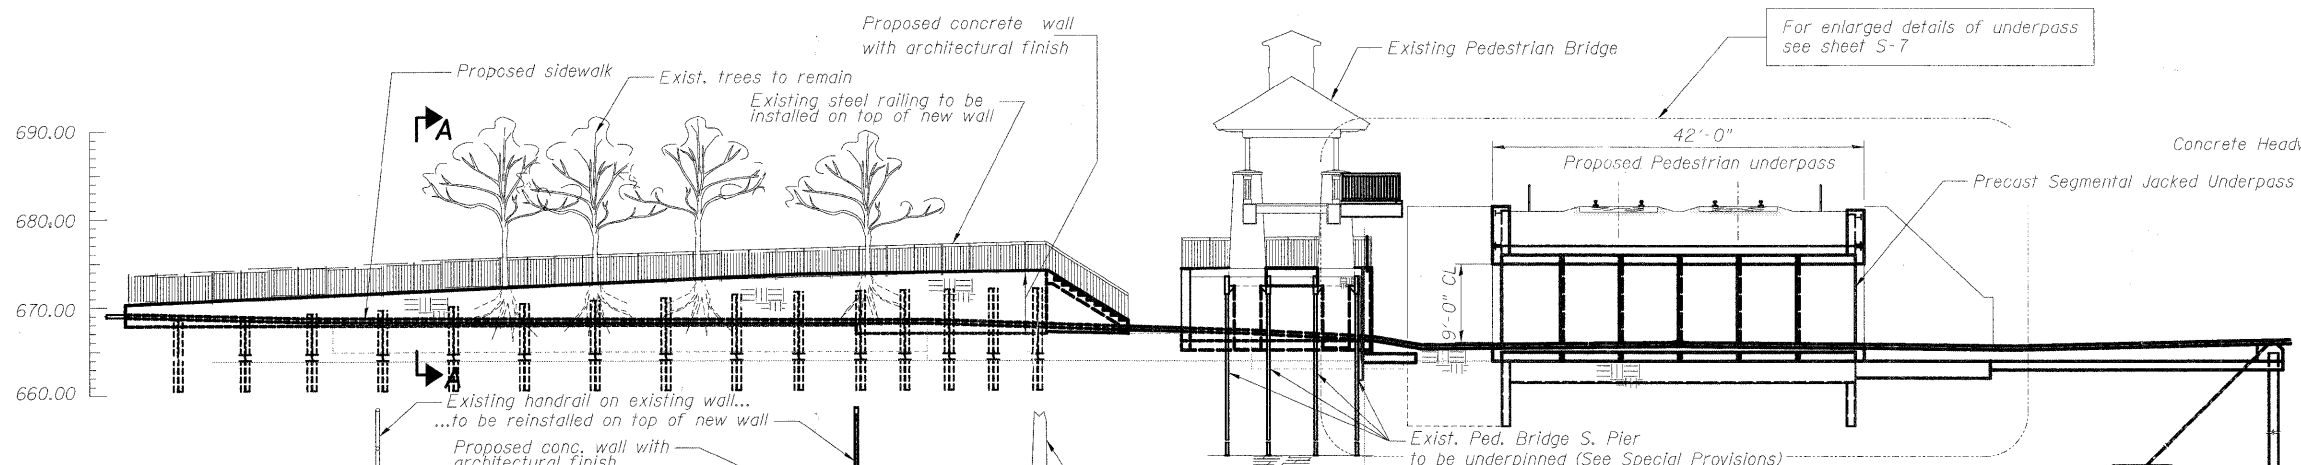 Proposed concrete wall
with architectural finish
For enlarged details of underpass
see sheet S-7
Existing Pedestrian Bridge
Proposed sidewalk
Exist. trees to remain
Existing steel railing to be
installed on top of new wall
A
690.00
42'-0"
Proposed Pedestrian underpass
Concrete
Precast Segmental Jacked Underpass
680.00
670.00
9'-0" CL
660.00
A
Existing handrail on existing wall...
...to be reinstalled on top of new wall
Proposed conc. wall with
architectural finish
Exist. Ped. Bridge S. Pier
to be underpinned (See Special Provisions)